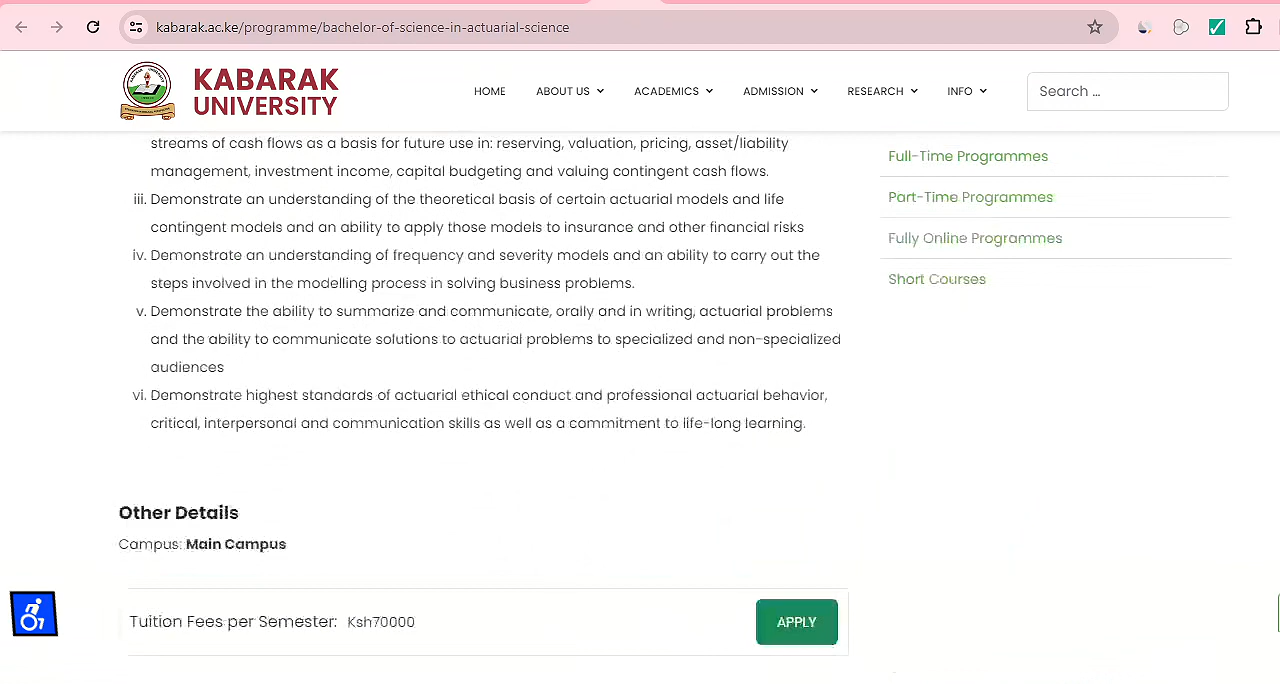 kabarak.ac.ke/programme/bachelor-of-science-in-actuarial-science
KABARAK
UNIVERSITY
HOME
ABOUT US
ACADEMICS
ADMISSION
RESEARCH
INFO
Search ...
streams of cash flows as a basis for future use in: reserving, valuation, pricing, asset/liability
management, investment income, capital budgeting and valuing contingent cash flows.
iii. Demonstrate an understanding of the theoretical basis of certain actuarial models and life
contingent models and an ability to apply those models to insurance and other financial risks
iv. Demonstrate an understanding of frequency and severity models and an ability to carry out the
steps involved in the modelling process in solving business problems.
v. Demonstrate the ability to summarize and communicate, orally and in writing, actuarial problems
and the ability to communicate solutions to actuarial problems to specialized and non-specialized
audiences
vi. Demonstrate highest standards of actuarial ethical conduct and professional actuarial behavior,
critical, interpersonal and communication skills as well as a commitment to life-long learning.
Full-Time Programmes
Part-Time Programmes
Fully Online Programmes
Short Courses
Other Details
Campus: Main Campus
Tuition Fees per Semester: Ksh70000
APPLY